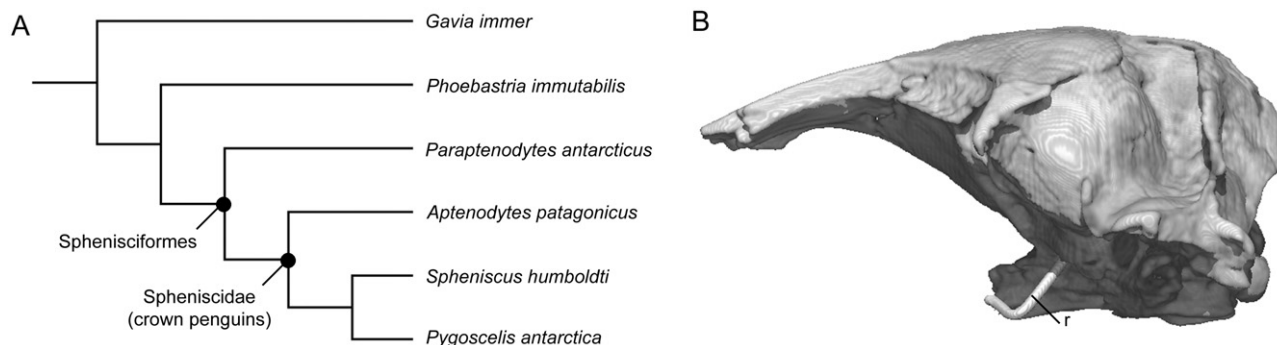 A
Gavia immer
Phoebastria immutabilis
Paraptenodytes antarcticus
Aptenodytes patagonicus
Sphenisciformes
Spheniscus humboldti
Spheniscidae
(crown penguins)
Pygoscelis antarctica
B
r